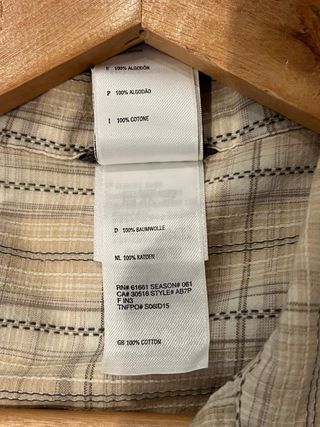 E 100% ALGODÓN
P 100% ALGODÃO
I 100% COTONE
D 100% BAUMWOLLE
NL 100% KATOEN
RN# 61661 SEASON# 061
CA# 30516 STYLE# AB7P
F IN3
TNFPO# S06ID15
GB 100% COTTON